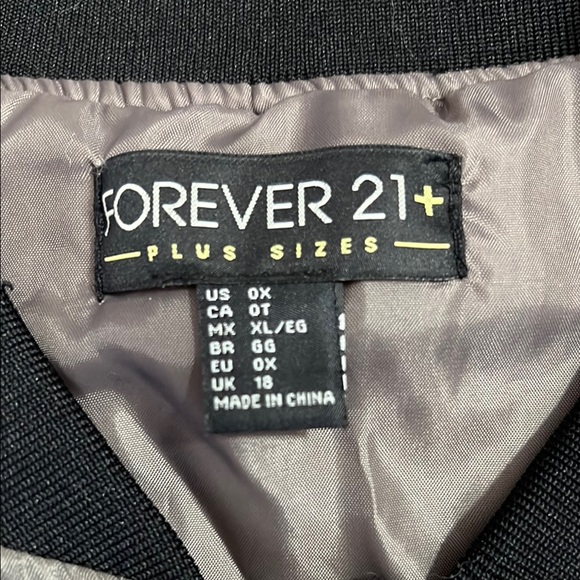 FOREVER 21+
PLUS SIZES
US 0X
CA 0T
MX XL/EG
BR GG
EU 0X
UK 18
MADE IN CHINA